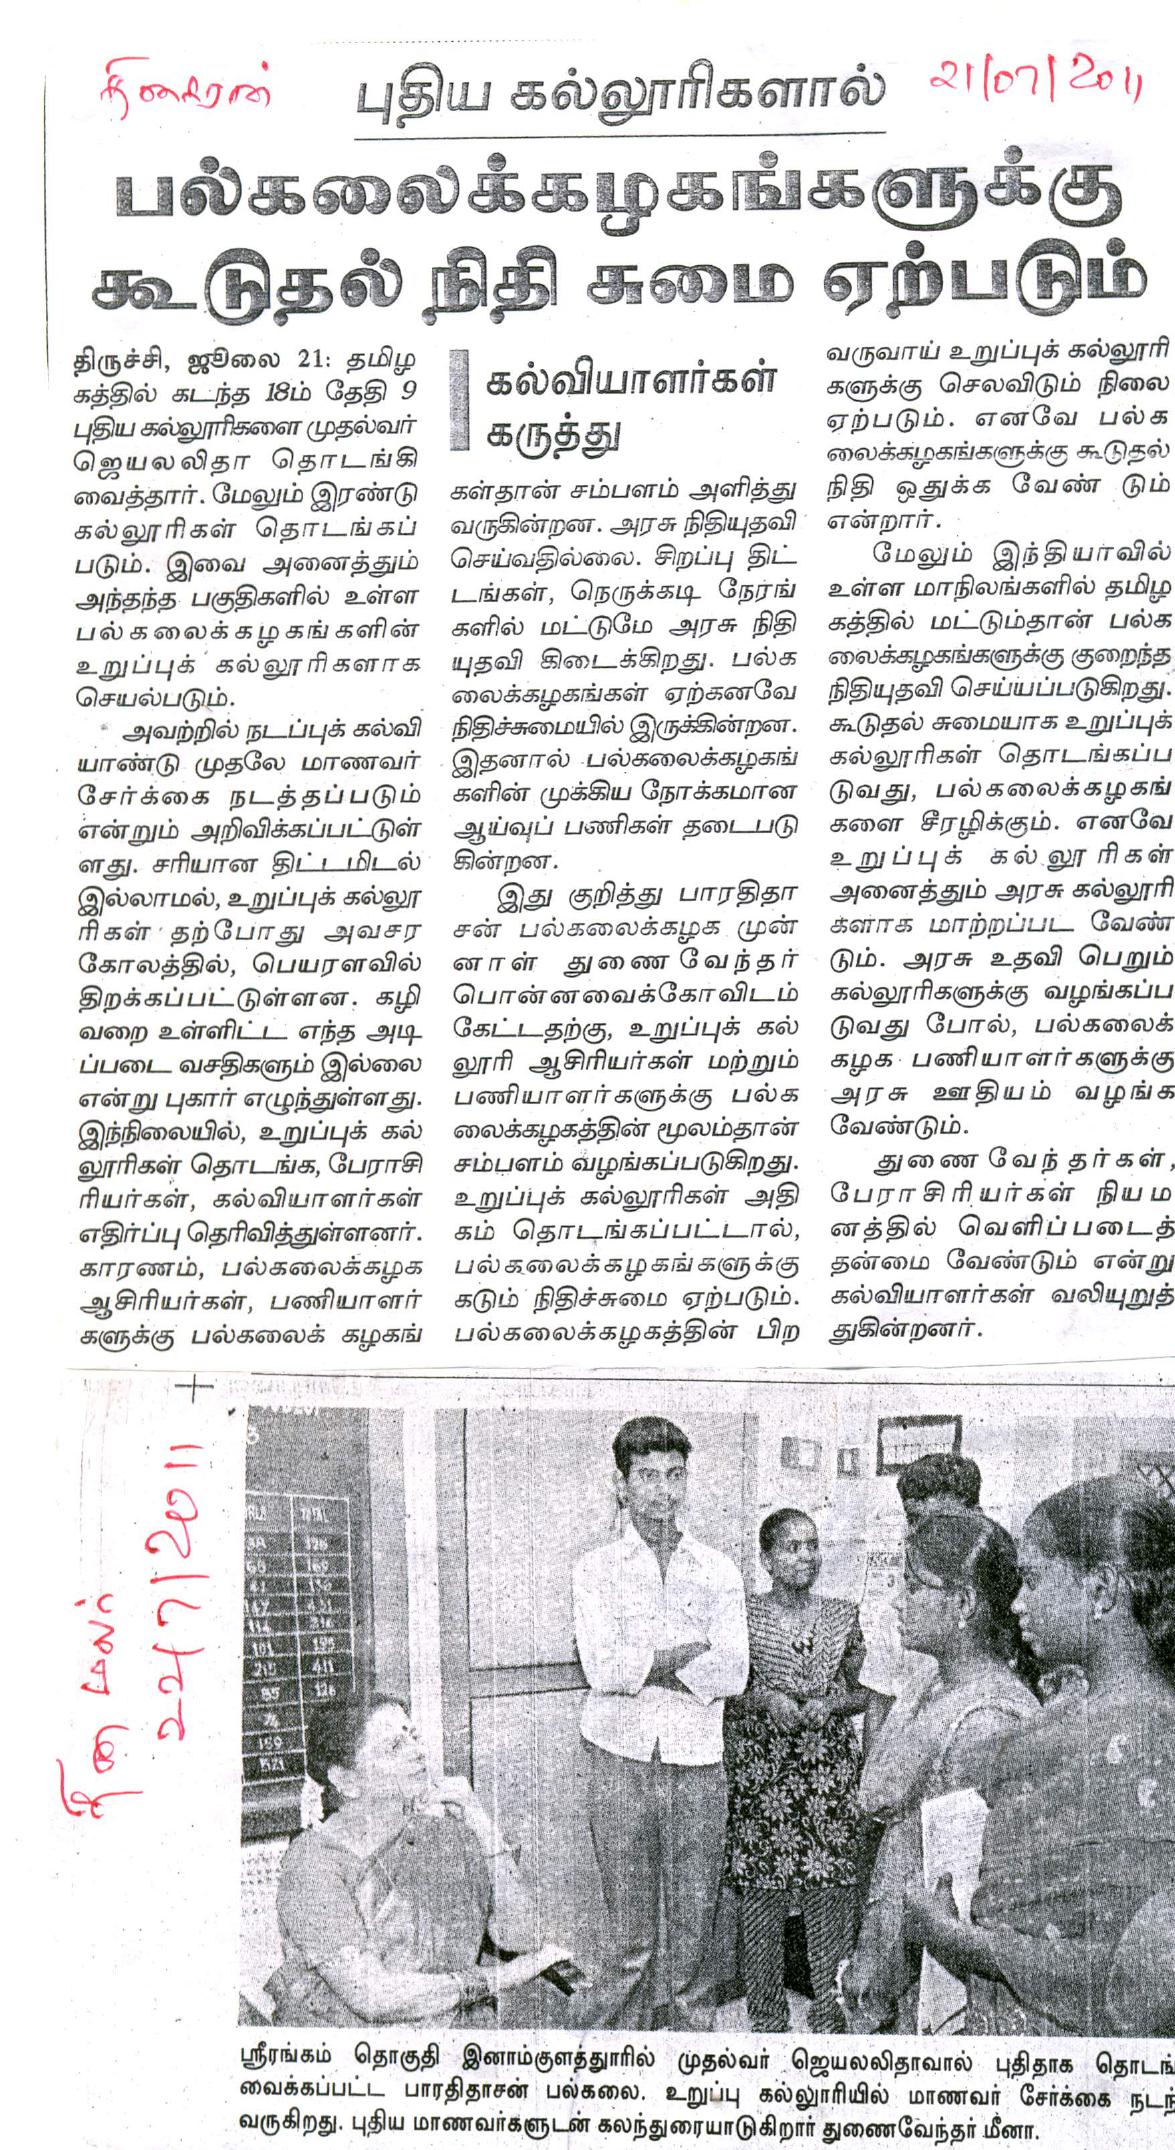 தினகரன்
21/07/2011
புதிய கல்லூரிகளால்
பல்கலைக்கழகங்களுக்கு
கூடுதல் நிதி சுமை ஏற்படும்
திருச்சி, ஜூலை 21: தமிழ
கத்தில் கடந்த 18ம் தேதி 9
புதிய கல்லூரிகளை முதல்வர்
ஜெயலலிதா தொடங்கி
வைத்தார். மேலும் இரண்டு
கல்லூரிகள் தொடங்கப்
படும். இவை அனைத்தும்
அந்தந்த பகுதிகளில் உள்ள
பல்கலைக்கழகங்களின்
உறுப்புக் கல்லூரிகளாக
செயல்படும்.
அவற்றில் நடப்புக் கல்வி
யாண்டு முதலே மாணவர்
சேர்க்கை நடத்தப்படும்
என்றும் அறிவிக்கப்பட்டுள்
ளது. சரியான திட்டமிடல்
இல்லாமல், உறுப்புக் கல்லூ
ரிகள் தற்போது அவசர
கோலத்தில், பெயரளவில்
திறக்கப்பட்டுள்ளன. கழி
வறை உள்ளிட்ட எந்த அடி
ப்படை வசதிகளும் இல்லை
என்று புகார் எழுந்துள்ளது.
இந்நிலையில், உறுப்புக் கல்
லூரிகள் தொடங்க, பேராசி
ரியர்கள், கல்வியாளர்கள்
எதிர்ப்பு தெரிவித்துள்ளனர்.
காரணம், பல்கலைக்கழக
ஆசிரியர்கள், பணியாளர்
களுக்கு பல்கலைக் கழகங்
கல்வியாளர்கள்
கருத்து
கள்தான் சம்பளம் அளித்து
வருகின்றன. அரசு நிதியுதவி
செய்வதில்லை. சிறப்பு திட்
டங்கள், நெருக்கடி நேரங்
களில் மட்டுமே அரசு நிதி
யுதவி கிடைக்கிறது. பல்க
லைக்கழகங்கள் ஏற்கனவே
நிதிச்சுமையில் இருக்கின்றன.
இதனால் பல்கலைக்கழகங்
களின் முக்கிய நோக்கமான
ஆய்வுப் பணிகள் தடைபடு
கின்றன.
இது குறித்து பாரதிதா
சன் பல்கலைக்கழக முன்
னாள் துணை வேந்தர்
பொன்னவைக்கோவிடம்
கேட்டதற்கு, உறுப்புக் கல்
லூரி ஆசிரியர்கள் மற்றும்
பணியாளர்களுக்கு பல்க
லைக்கழகத்தின் மூலம்தான்
சம்பளம் வழங்கப்படுகிறது.
உறுப்புக் கல்லூரிகள் அதி
கம் தொடங்கப்பட்டால்,
பல்கலைக்கழகங்களுக்கு
கடும் நிதிச்சுமை ஏற்படும்.
பல்கலைக்கழகத்தின் பிற
வருவாய் உறுப்புக் கல்லூரி
களுக்கு செலவிடும் நிலை
ஏற்படும். எனவே பல்க
லைக்கழகங்களுக்கு கூடுதல்
நிதி ஒதுக்க வேண் டும்
என்றார்.
மேலும் இந்தியாவில்
உள்ள மாநிலங்களில் தமிழ
கத்தில் மட்டும்தான் பல்க
லைக்கழகங்களுக்கு குறைந்த
நிதியுதவி செய்யப்படுகிறது.
கூடுதல் சுமையாக உறுப்புக்
கல்லூரிகள் தொடங்கப்ப
டுவது, பல்கலைக்கழகங்
களை சீரழிக்கும். எனவே
உறுப்புக் கல்லூரிகள்
அனைத்தும் அரசு கல்லூரி
களாக மாற்றப்பட வேண்
டும். அரசு உதவி பெறும்
கல்லூரிகளுக்கு வழங்கப்ப
டுவது போல், பல்கலைக்
கழக பணியாளர்களுக்கு
அரசு ஊதியம் வழங்க
வேண்டும்.
துணை வேந்தர்கள்,
பேராசிரியர்கள் நியம
னத்தில் வெளிப்படைத்
தன்மை வேண்டும் என்று
கல்வியாளர்கள் வலியுறுத்
துகின்றனர்.
தின மலர்
22/7/2011
TOTAL
ஸ்ரீரங்கம் தொகுதி இனாம்குளத்தூரில் முதல்வர் ஜெயலலிதாவால் புதிதாக தொடங்
வைக்கப்பட்ட பாரதிதாசன் பல்கலை. உறுப்பு கல்லூரியில் மாணவர் சேர்க்கை நடந்
வருகிறது. புதிய மாணவர்களுடன் கலந்துரையாடுகிறார் துணைவேந்தர் மீனா.